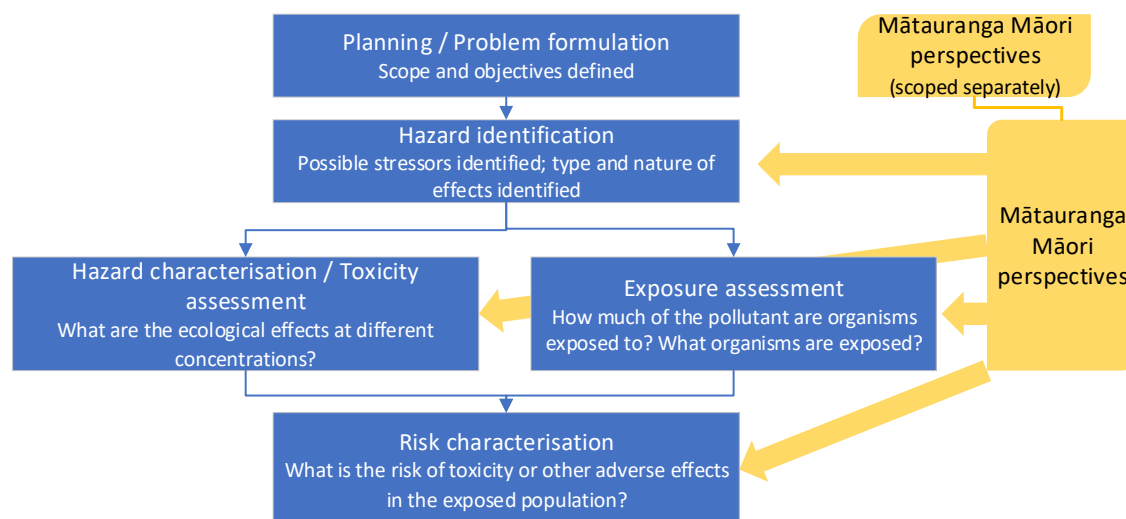 Planning / Problem formulation
Scope and objectives defined
Mātauranga Māori
perspectives
(scoped separately)
Hazard identification
Possible stressors identified; type and nature of
effects identified
Mātauranga
Māori
perspectives
Hazard characterisation / Toxicity
assessment
What are the ecological effects at different
concentrations?
Exposure assessment
How much of the pollutant are organisms
exposed to? What organisms are exposed?
Risk characterisation
What is the risk of toxicity or other adverse effects
in the exposed population?